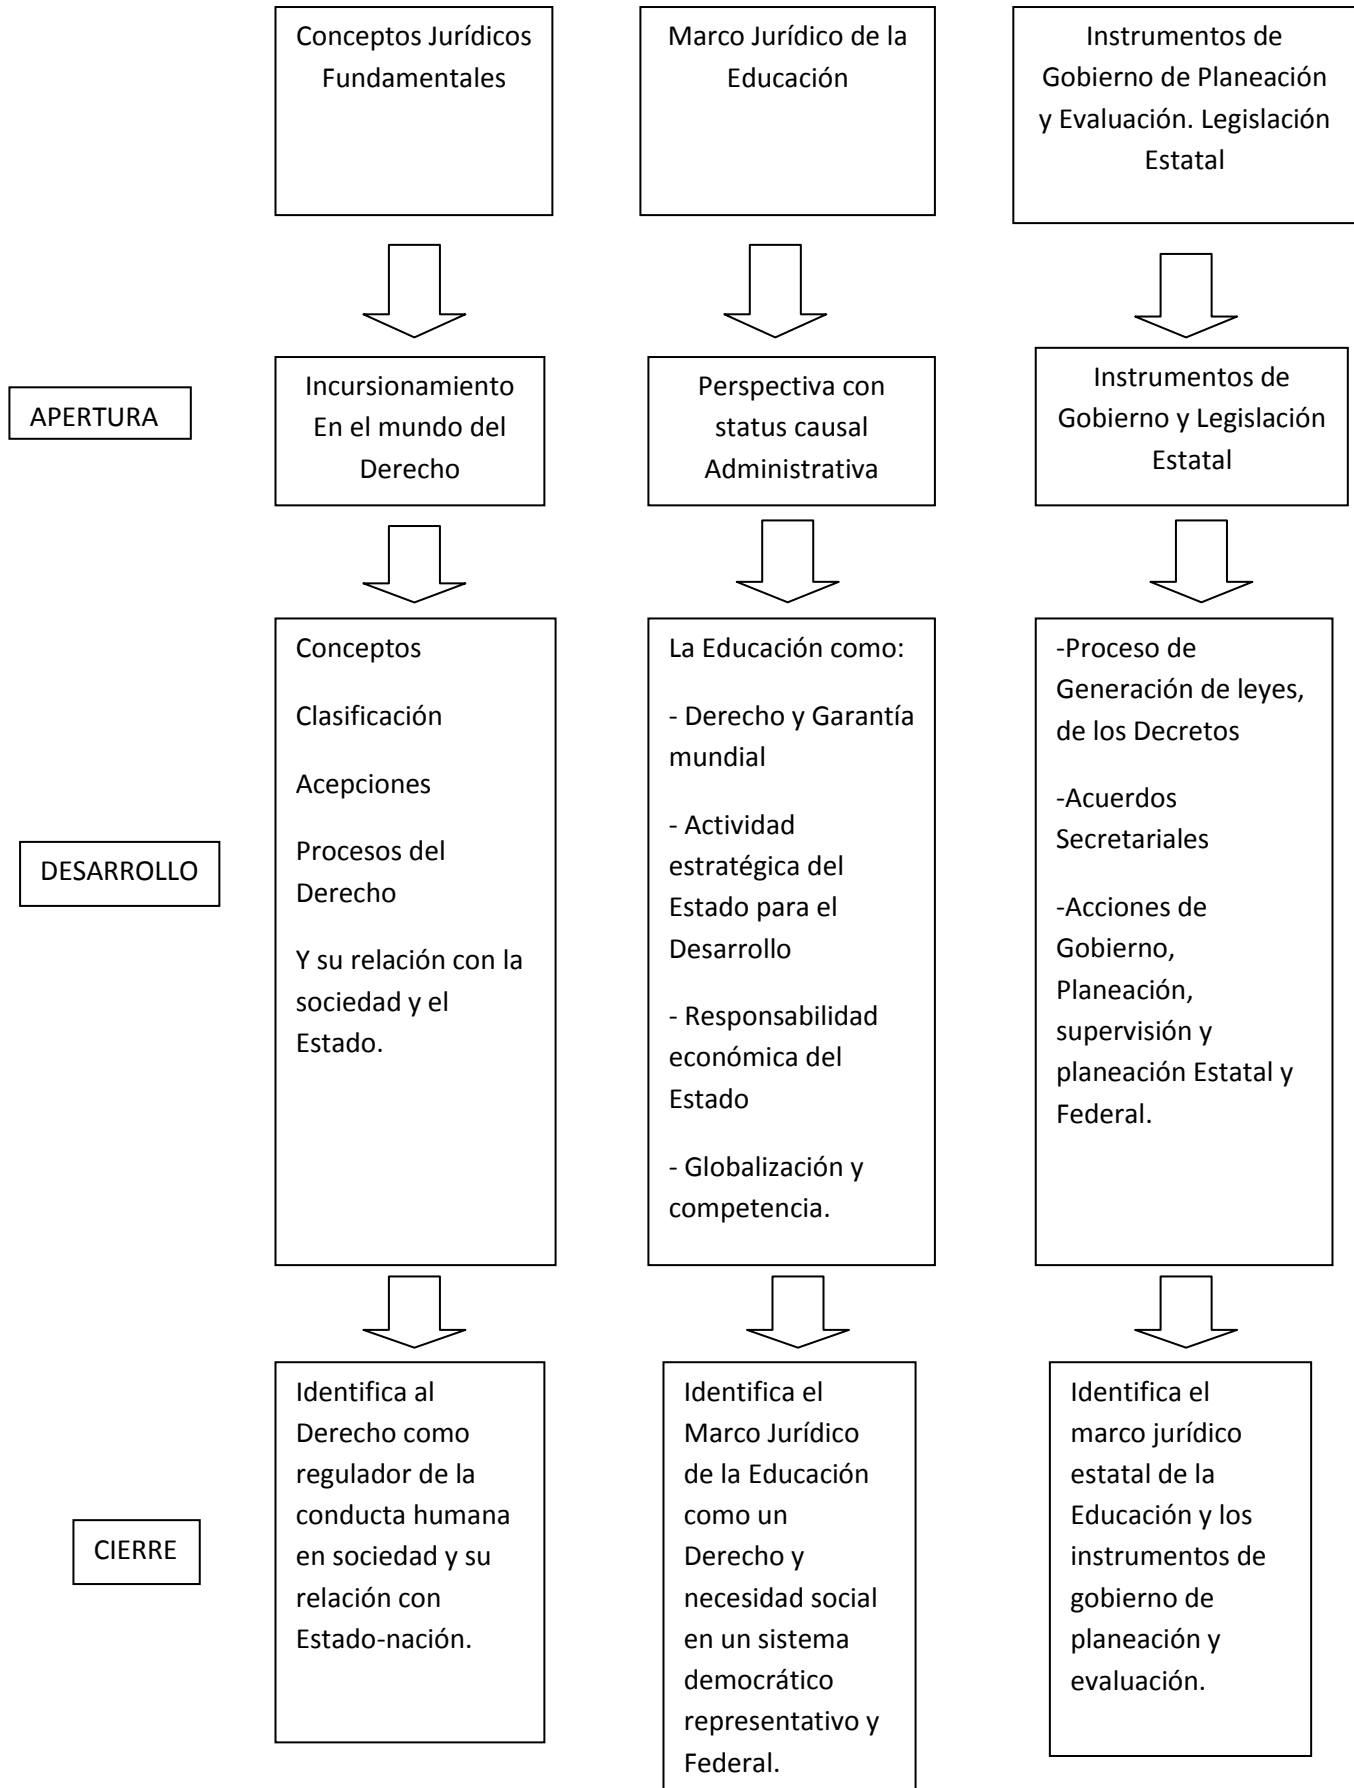 Conceptos Jurídicos
Fundamentales
Marco Jurídico de la
Educación
Instrumentos de
Gobierno de Planeación
y Evaluación. Legislación
Estatal
APERTURA
Incursionamiento
En el mundo del
Derecho
Perspectiva con
status causal
Administrativa
Instrumentos de
Gobierno y Legislación
Estatal
DESARROLLO
Conceptos
Clasificación
Acepciones
Procesos del
Derecho
Y su relación con la
sociedad y el
Estado.
La Educación como:
- Derecho y Garantía
mundial
- Actividad
estratégica del
Estado para el
Desarrollo
- Responsabilidad
económica del
Estado
- Globalización y
competencia.
-Proceso de
Generación de leyes,
de los Decretos
-Acuerdos
Secretariales
-Acciones de
Gobierno,
Planeación,
supervisión y
planeación Estatal y
Federal.
CIERRE
Identifica al
Derecho como
regulador de la
conducta humana
en sociedad y su
relación con
Estado-nación.
Identifica el
Marco Jurídico
de la Educación
como un
Derecho y
necesidad social
en un sistema
democrático
representativo y
Federal.
Identifica el
marco jurídico
estatal de la
Educación y los
instrumentos de
gobierno de
planeación y
evaluación.